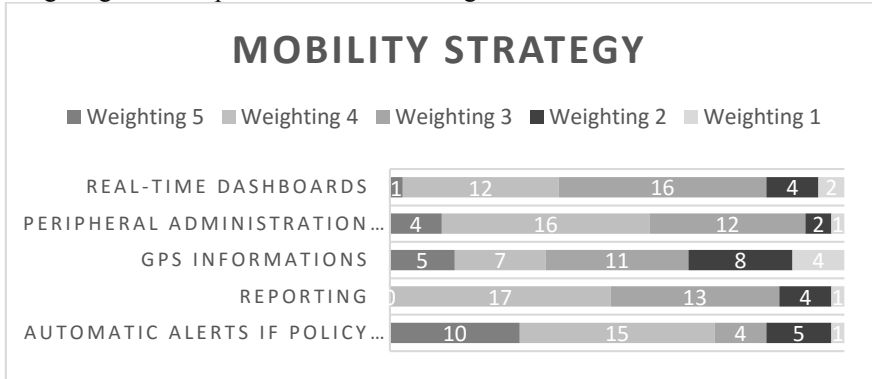 MOBILITY STRATEGY
Weighting 5 Weighting 4 Weighting 3 Weighting 2 Weighting 1
REAL-TIME DASHBOARDS 1 12 16 4 2
PERIPHERAL ADMINISTRATION… 4 16 12 2 1
GPS INFORMATIONS 5 7 11 8 4
REPORTING 0 17 13 4 1
AUTOMATIC ALERTS IF POLICY… 10 15 4 5 1